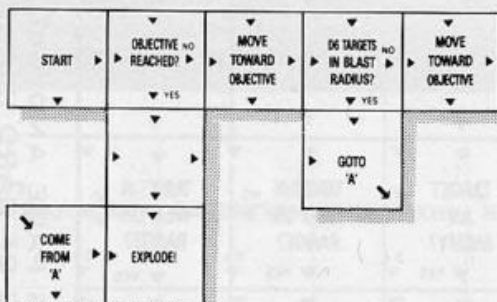 START
OBJECTIVE NO
REACHED?
YES
MOVE
TOWARD
OBJECTIVE
D6 TARGETS
IN BLAST NO
RADIUS?
YES
MOVE
TOWARD
OBJECTIVE
GOTO
'A'
COME
FROM
'A'
EXPLODE!